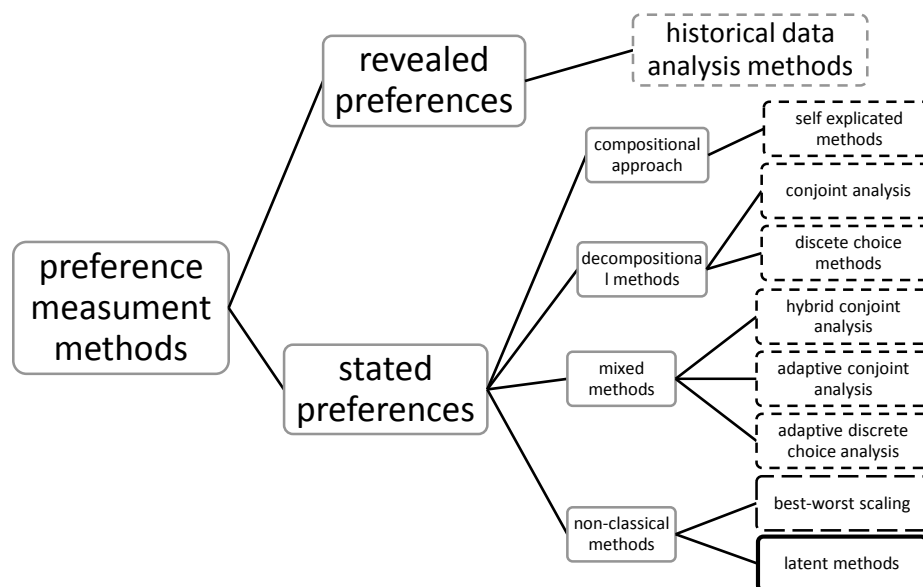 preference
measument
methods
revealed
preferences
historical data
analysis methods
stated
preferences
compositional
approach
self explicated
methods
decompositiona
l methods
conjoint analysis
discete choice
methods
mixed
methods
hybrid conjoint
analysis
adaptive conjoint
analysis
adaptive discrete
choice analysis
non-classical
methods
best-worst scaling
latent methods